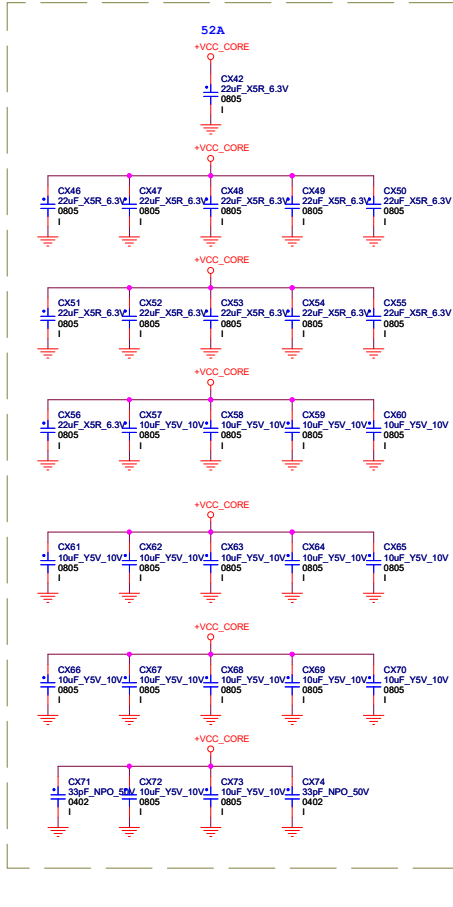 52A
+VCC_CORE
CX42
22uF_X5R_6.3V
0805
I
+VCC_CORE
CX46 CX47 CX48 CX49 CX50
22uF_X5R_6.3V 22uF_X5R_6.3V 22uF_X5R_6.3V 22uF_X5R_6.3V 22uF_X5R_6.3V
0805 0805 0805 0805 0805
I I I I I
+VCC_CORE
CX51 CX52 CX53 CX54 CX55
22uF_X5R_6.3V 22uF_X5R_6.3V 22uF_X5R_6.3V 22uF_X5R_6.3V 22uF_X5R_6.3V
0805 0805 0805 0805 0805
I I I I I
+VCC_CORE
CX56 CX57 CX58 CX59 CX60
22uF_X5R_6.3V 10uF_Y5V_10V 10uF_Y5V_10V 10uF_Y5V_10V 10uF_Y5V_10V
0805 0805 0805 0805 0805
I I I I I
+VCC_CORE
CX61 CX62 CX63 CX64 CX65
10uF_Y5V_10V 10uF_Y5V_10V 10uF_Y5V_10V 10uF_Y5V_10V 10uF_Y5V_10V
0805 0805 0805 0805 0805
I I I I I
+VCC_CORE
CX66 CX67 CX68 CX69 CX70
10uF_Y5V_10V 10uF_Y5V_10V 10uF_Y5V_10V 10uF_Y5V_10V 10uF_Y5V_10V
0805 0805 0805 0805 0805
I I I I I
+VCC_CORE
CX71 CX72 CX73 CX74
33pF_NPO_50V 10uF_Y5V_10V 10uF_Y5V_10V 33pF_NPO_50V
0402 0805 0805 0402
I I I I